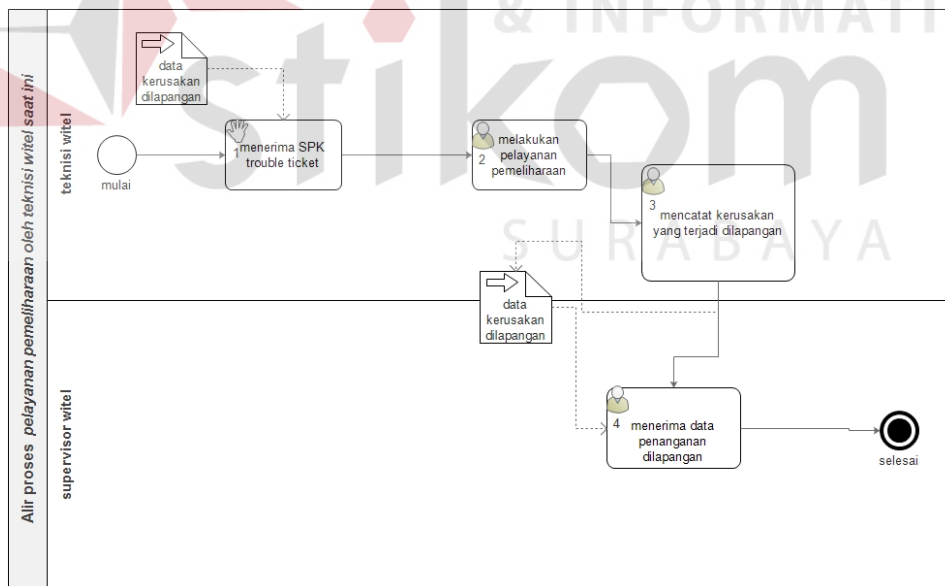 & INFORMATI
stikom
SURABAYA
Alir proses pelayanan pemeliharaan oleh teknisi witel saat ini
teknisi witel
data
kerusakan
dilapangan
mulai
1
menerima SPK
trouble ticket
2
melakukan
pelayanan
pemeliharaan
3
mencatat kerusakan
yang terjadi dilapangan
supervisor witel
data
kerusakan
dilapangan
4
menerima data
penanganan
dilapangan
selesai